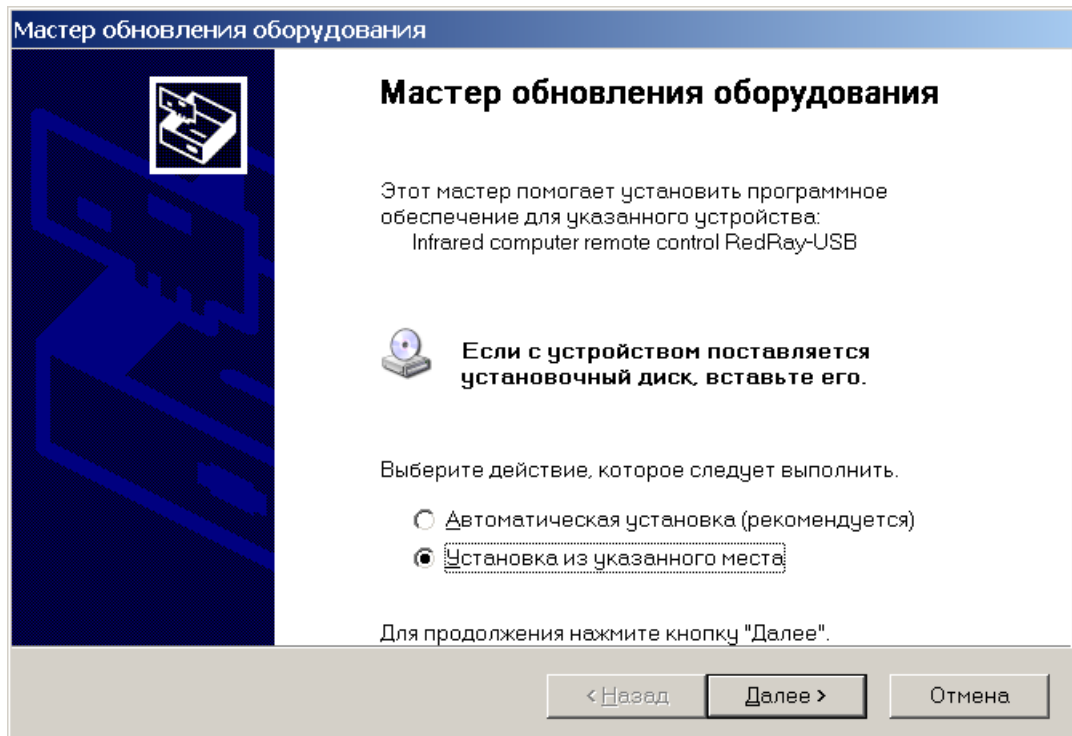 Мастер обновления оборудования
Мастер обновления оборудования
Этот мастер помогает установить программное
обеспечение для указанного устройства:
Infrared computer remote control RedRay-USB
Если с устройством поставляется
установочный диск, вставьте его.
Выберите действие, которое следует выполнить.
Автоматическая установка (рекомендуется)
Установка из указанного места
Для продолжения нажмите кнопку "Далее".
< Назад
Далее >
Отмена